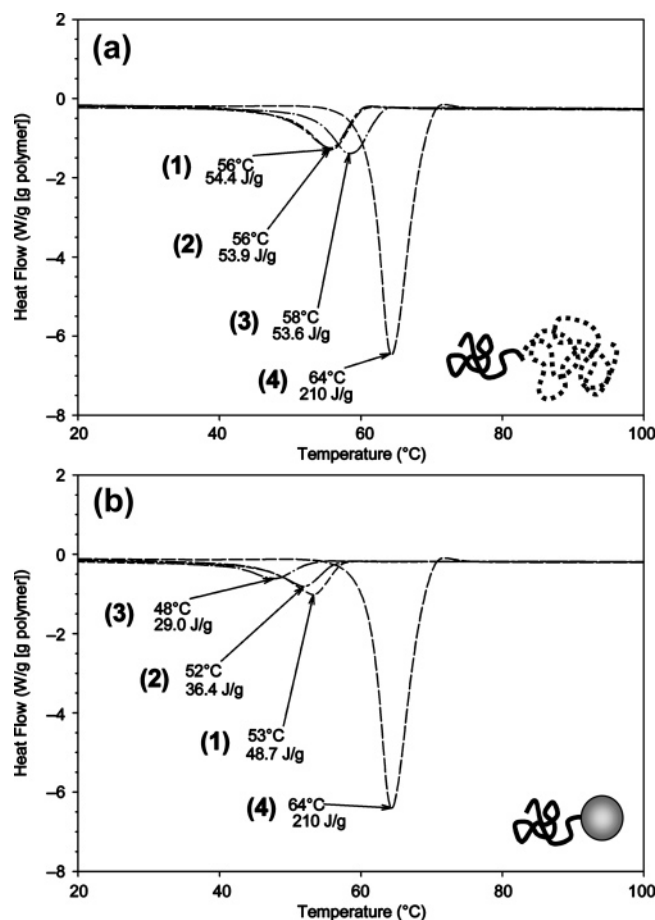 (a)
2
0
−2
−4
−6
−8
Heat Flow (W/g [g polymer])
(1) 56°C
54.4 J/g
(2) 56°C
53.9 J/g
(3) 58°C
53.6 J/g
(4) 64°C
210 J/g
20 40 60 80 100
Temperature (°C)
(b)
2
0
−2
−4
−6
−8
Heat Flow (W/g [g polymer])
(3) 48°C
29.0 J/g
(2) 52°C
36.4 J/g
(1) 53°C
48.7 J/g
(4) 64°C
210 J/g
20 40 60 80 100
Temperature (°C)